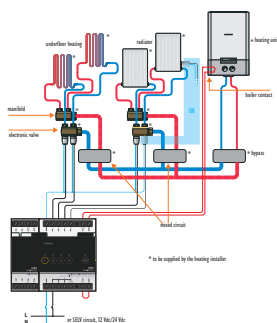 underfloor heating
*
radiator
*
* heating uni
manifold
*
*
electronic valve
*
*
boiler contact
*
*
* bypass
mixed circuit
* to be supplied by the heating installer
L
N
or SELV circuit, 12 Vdc/24 Vdc